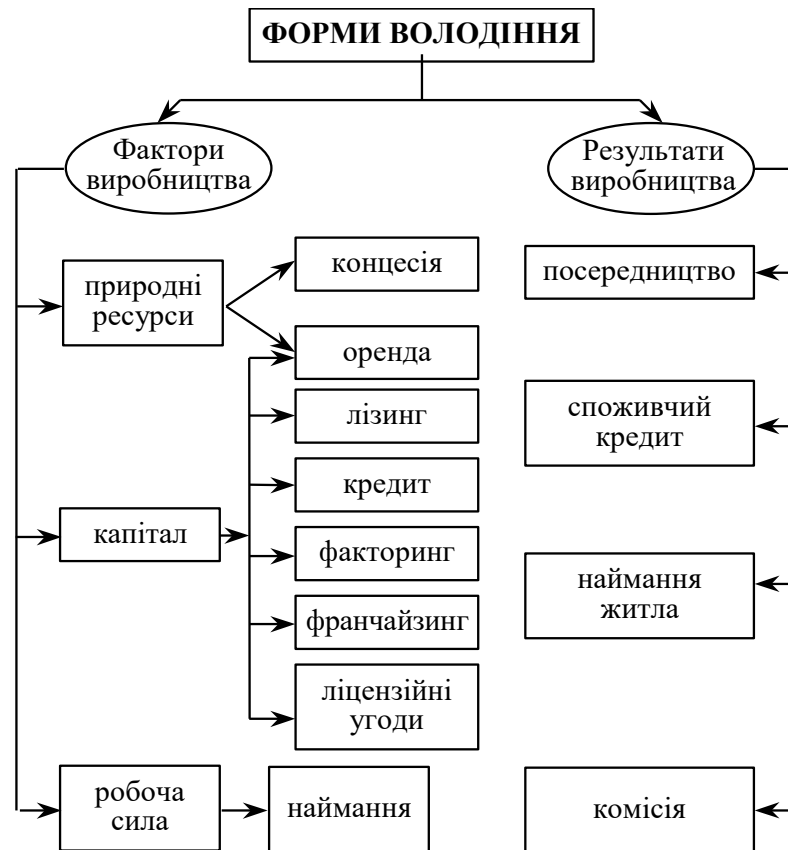 ФОРМИ ВОЛОДІННЯ
Фактори
виробництва
Результати
виробництва
природні
ресурси
концесія
оренда
лізинг
кредит
капітал
факторинг
франчайзинг
ліцензійні
угоди
робоча
сила
наймання
посередництво
споживчий
кредит
наймання
житла
комісія